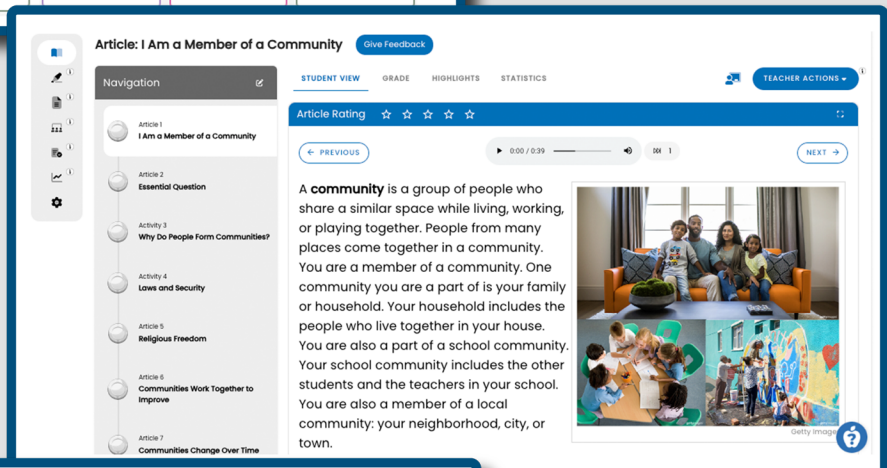 Article: I Am a Member of a Community
Give Feedback
Navigation
Article 1
I Am a Member of a Community
Article 2
Essential Question
Activity 3
Why Do People Form Communities?
Activity 4
Laws and Security
Article 5
Religious Freedom
Article 6
Communities Work Together to
Improve
Article 7
Communities Change Over Time
STUDENT VIEW
GRADE
HIGHLIGHTS
STATISTICS
TEACHER ACTIONS
Article Rating
← PREVIOUS
0:00 / 0:39
1
NEXT →
A community is a group of people who
share a similar space while living, working,
or playing together. People from many
places come together in a community.
You are a member of a community. One
community you are a part of is your family
or household. Your household includes the
people who live together in your house.
You are also a part of a school community.
Your school community includes the other
students and the teachers in your school.
You are also a member of a local
community: your neighborhood, city, or
town.
Getty Image